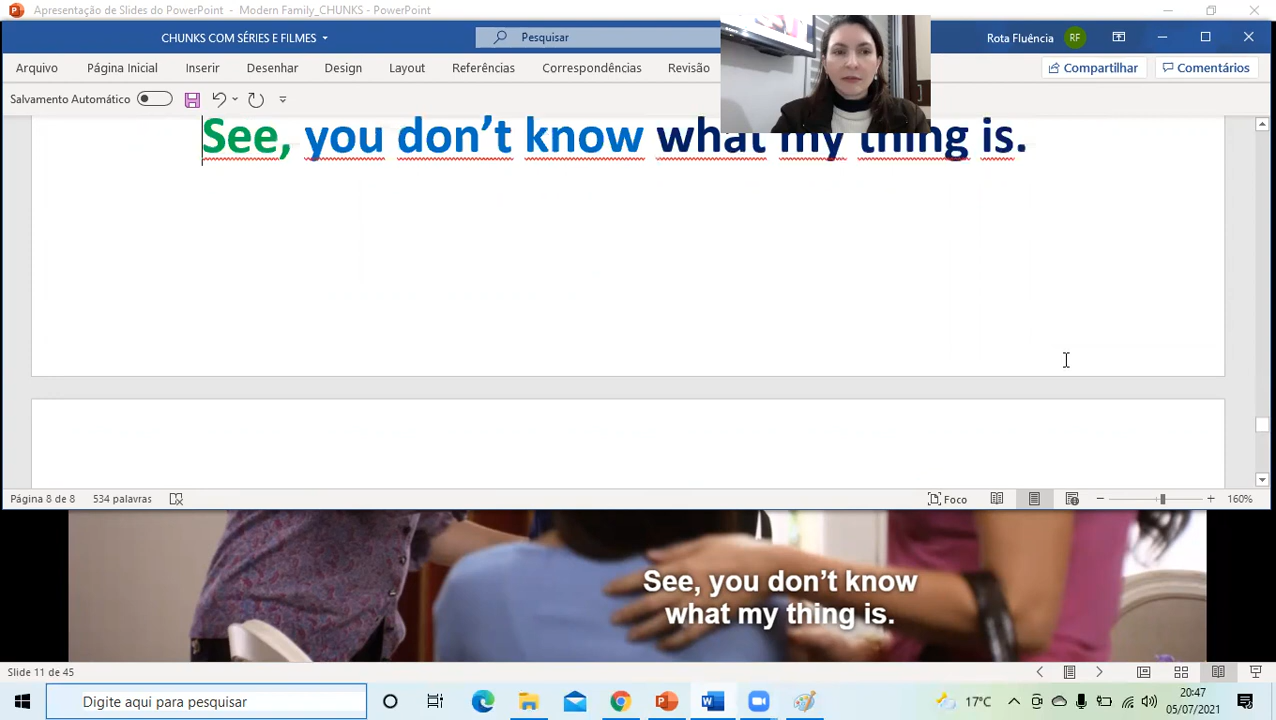 Apresentação de Slides do PowerPoint - Modern Family_CHUNKS - PowerPoint
CHUNKS COM SÉRIES E FILMES
Pesquisar
Rota Fluência RF
Arquivo Página Inicial Inserir Desenhar Design Layout Referências Correspondências Revisão Compartilhar Comentários
Salvamento Automático
See, you don't know what my thing is.
Página 8 de 8 534 palavras Foco 160%
See, you don't know
what my thing is.
Slide 11 de 45
Digite aqui para pesquisar
17°C
20:47
05/07/2021